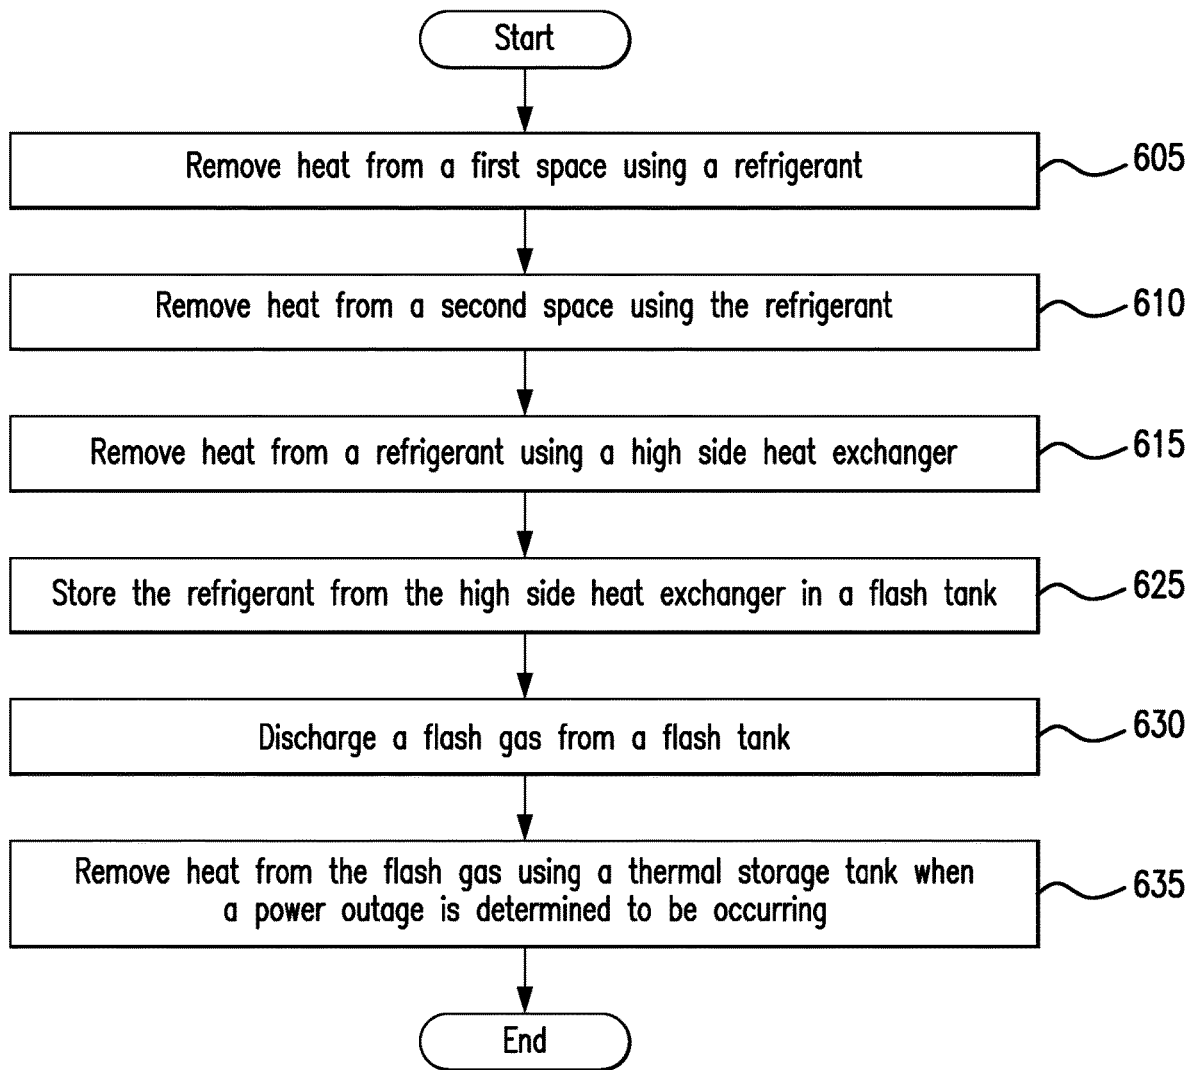 Start
Remove heat from a first space using a refrigerant
605
Remove heat from a second space using the refrigerant
610
Remove heat from a refrigerant using a high side heat exchanger
615
Store the refrigerant from the high side heat exchanger in a flash tank
625
Discharge a flash gas from a flash tank
630
Remove heat from the flash gas using a thermal storage tank when
a power outage is determined to be occurring
635
End